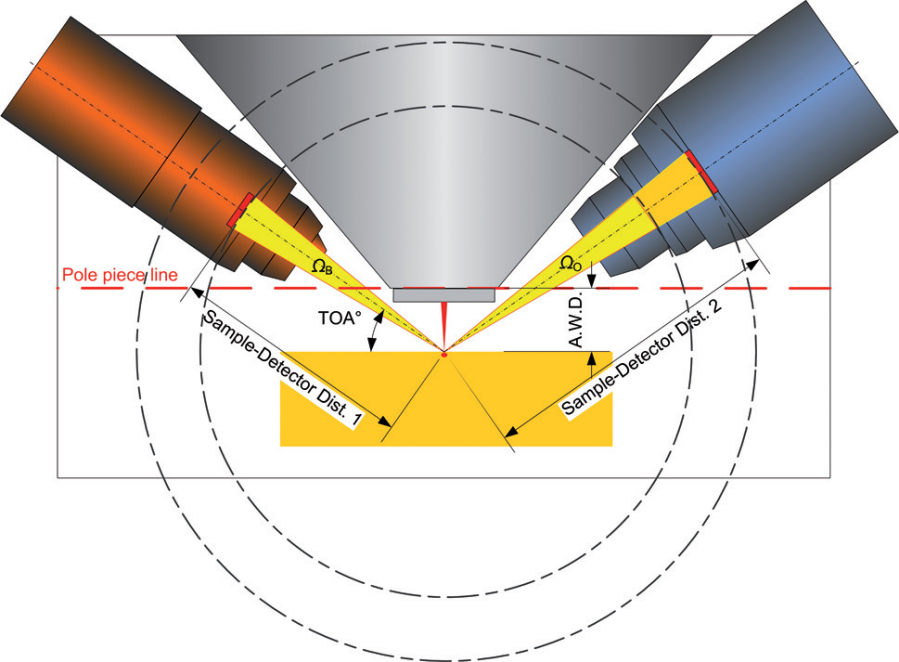 Pole piece line
Ω_B
Ω_O
TOA°
A.W.D.
Sample-Detector Dist. 1
Sample-Detector Dist. 2